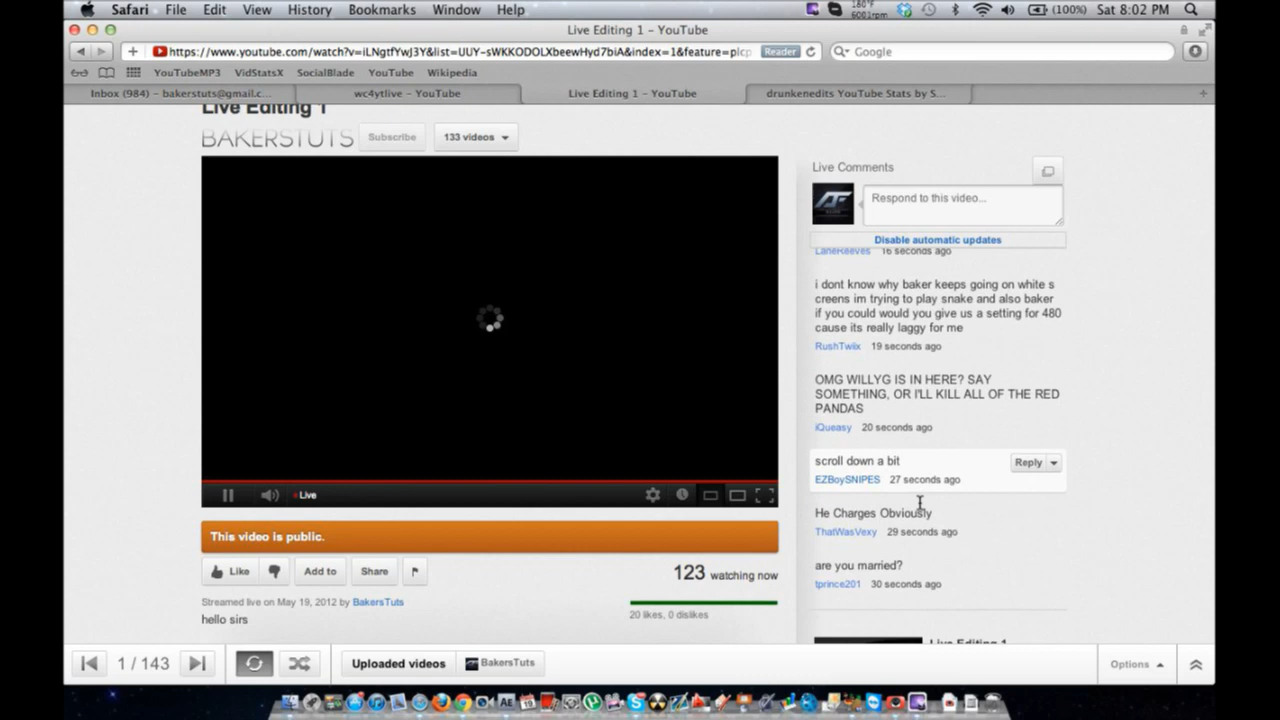 Safari File Edit View History Bookmarks Window Help
180°F
6001rpm
(100%) Sat 8:02 PM
Live Editing 1 – YouTube
https://www.youtube.com/watch?v=iLNgtfYwJ3Y&list=UUY-sWKKODOLXbeewHyd7biA&index=1&feature=plcp
Reader
Google
YouTubeMP3 VidStatsX SocialBlade YouTube Wikipedia
Inbox (984) – bakerstuts@gmail.c...
wc4ytlive – YouTube
Live Editing 1 – YouTube
drunkenedits YouTube Stats by S...
Live Editing 1
BAKERSTUTS Subscribe 133 videos
Live
This video is public.
Like Add to Share
123 watching now
Streamed live on May 19, 2012 by BakersTuts
20 likes, 0 dislikes
hello sirs
Live Comments
Respond to this video...
Disable automatic updates
LaneReeves 16 seconds ago
i dont know why baker keeps going on white s
creens im trying to play snake and also baker
if you could would you give us a setting for 480
cause its really laggy for me
RushTwiix 19 seconds ago
OMG WILLYG IS IN HERE? SAY
SOMETHING, OR I'LL KILL ALL OF THE RED
PANDAS
iQueasy 20 seconds ago
scroll down a bit
Reply
EZBoySNIPES 27 seconds ago
He Charges Obviously
ThatWasVexy 29 seconds ago
are you married?
tprince201 30 seconds ago
Live Editing 1
1 / 143
Uploaded videos
BakersTuts
Options